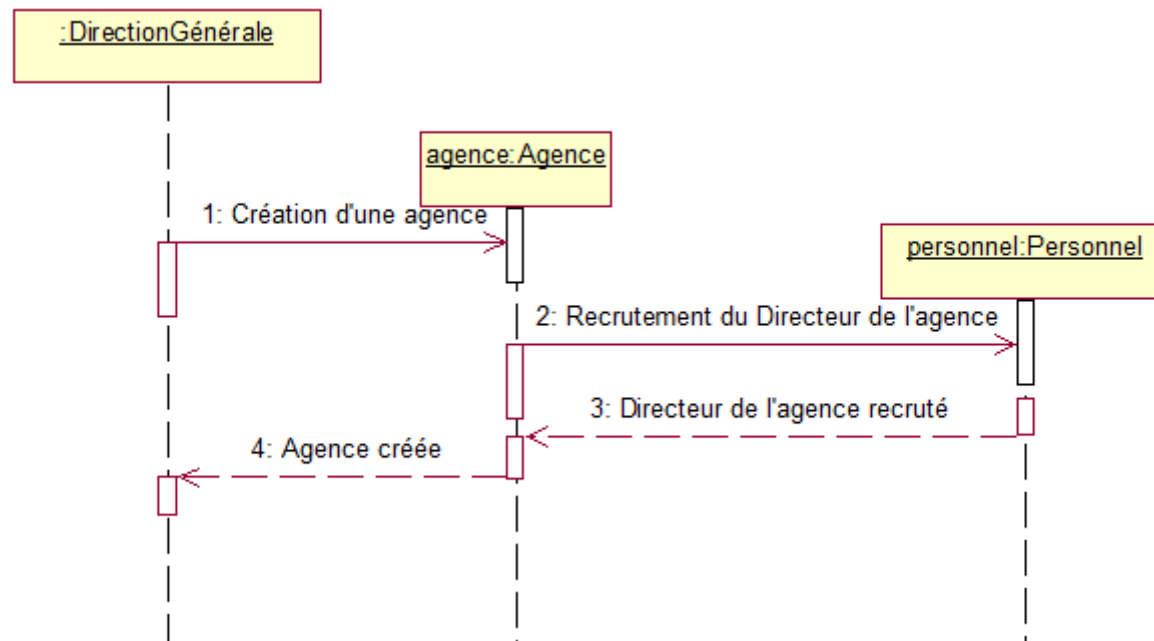 :DirectionGénérale
agence:Agence
1: Création d'une agence
personnel:Personnel
2: Recrutement du Directeur de l'agence
3: Directeur de l'agence recruté
4: Agence créée